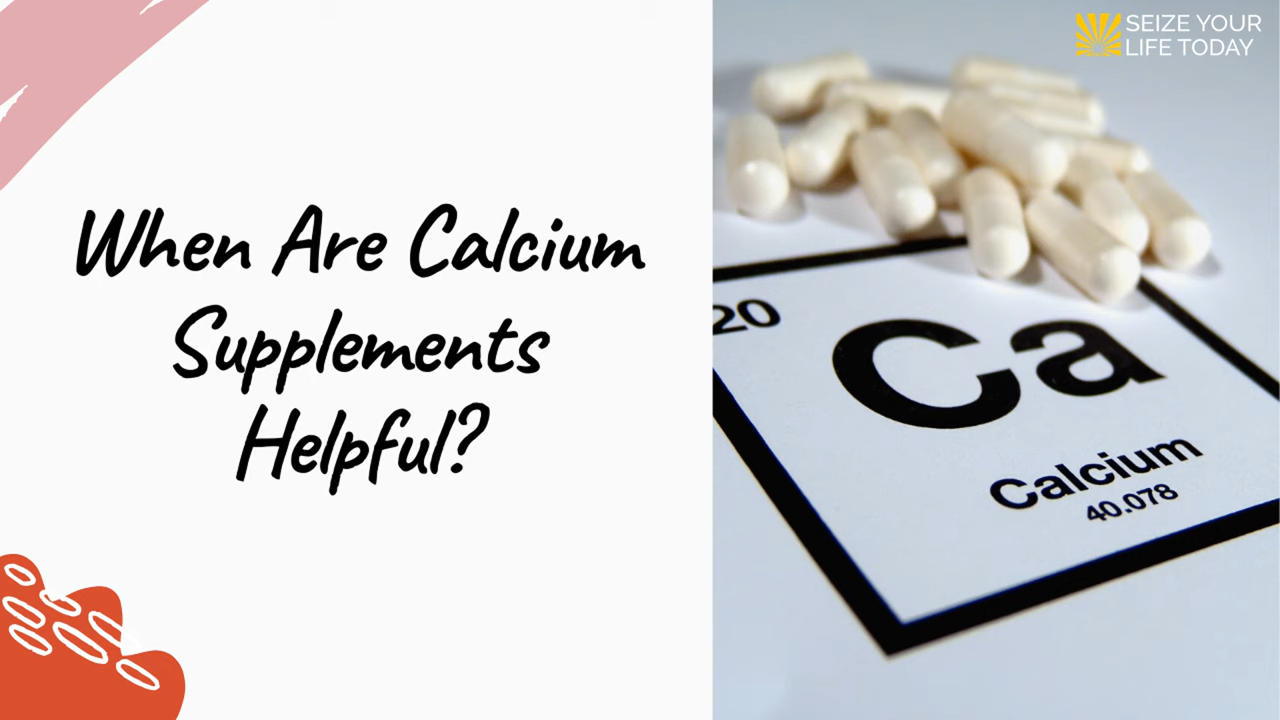 When Are Calcium
Supplements
Helpful?
SEIZE YOUR
LIFE TODAY
20
Ca
Calcium
40.078